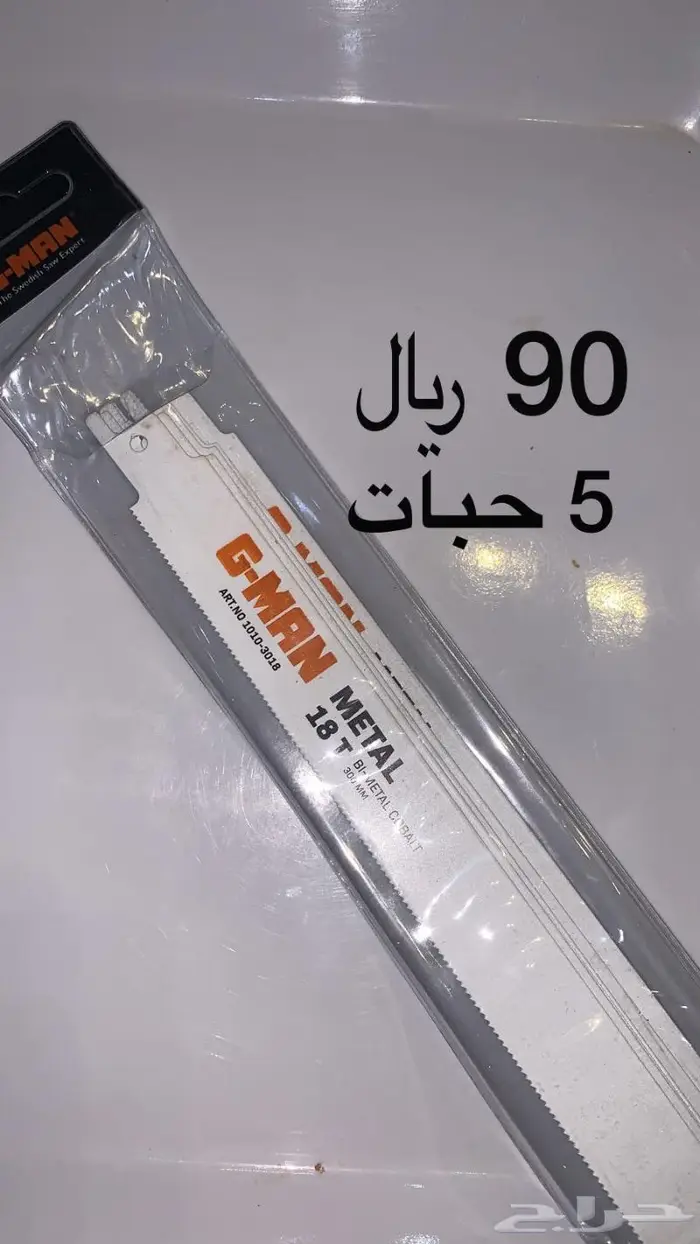 G-MAN
The Swedish Saw Expert
90 ريال
5 حبات
G-MAN
ART.NO 1010-3018
METAL
18 T
BI-METAL COBALT
300 MM
حراج